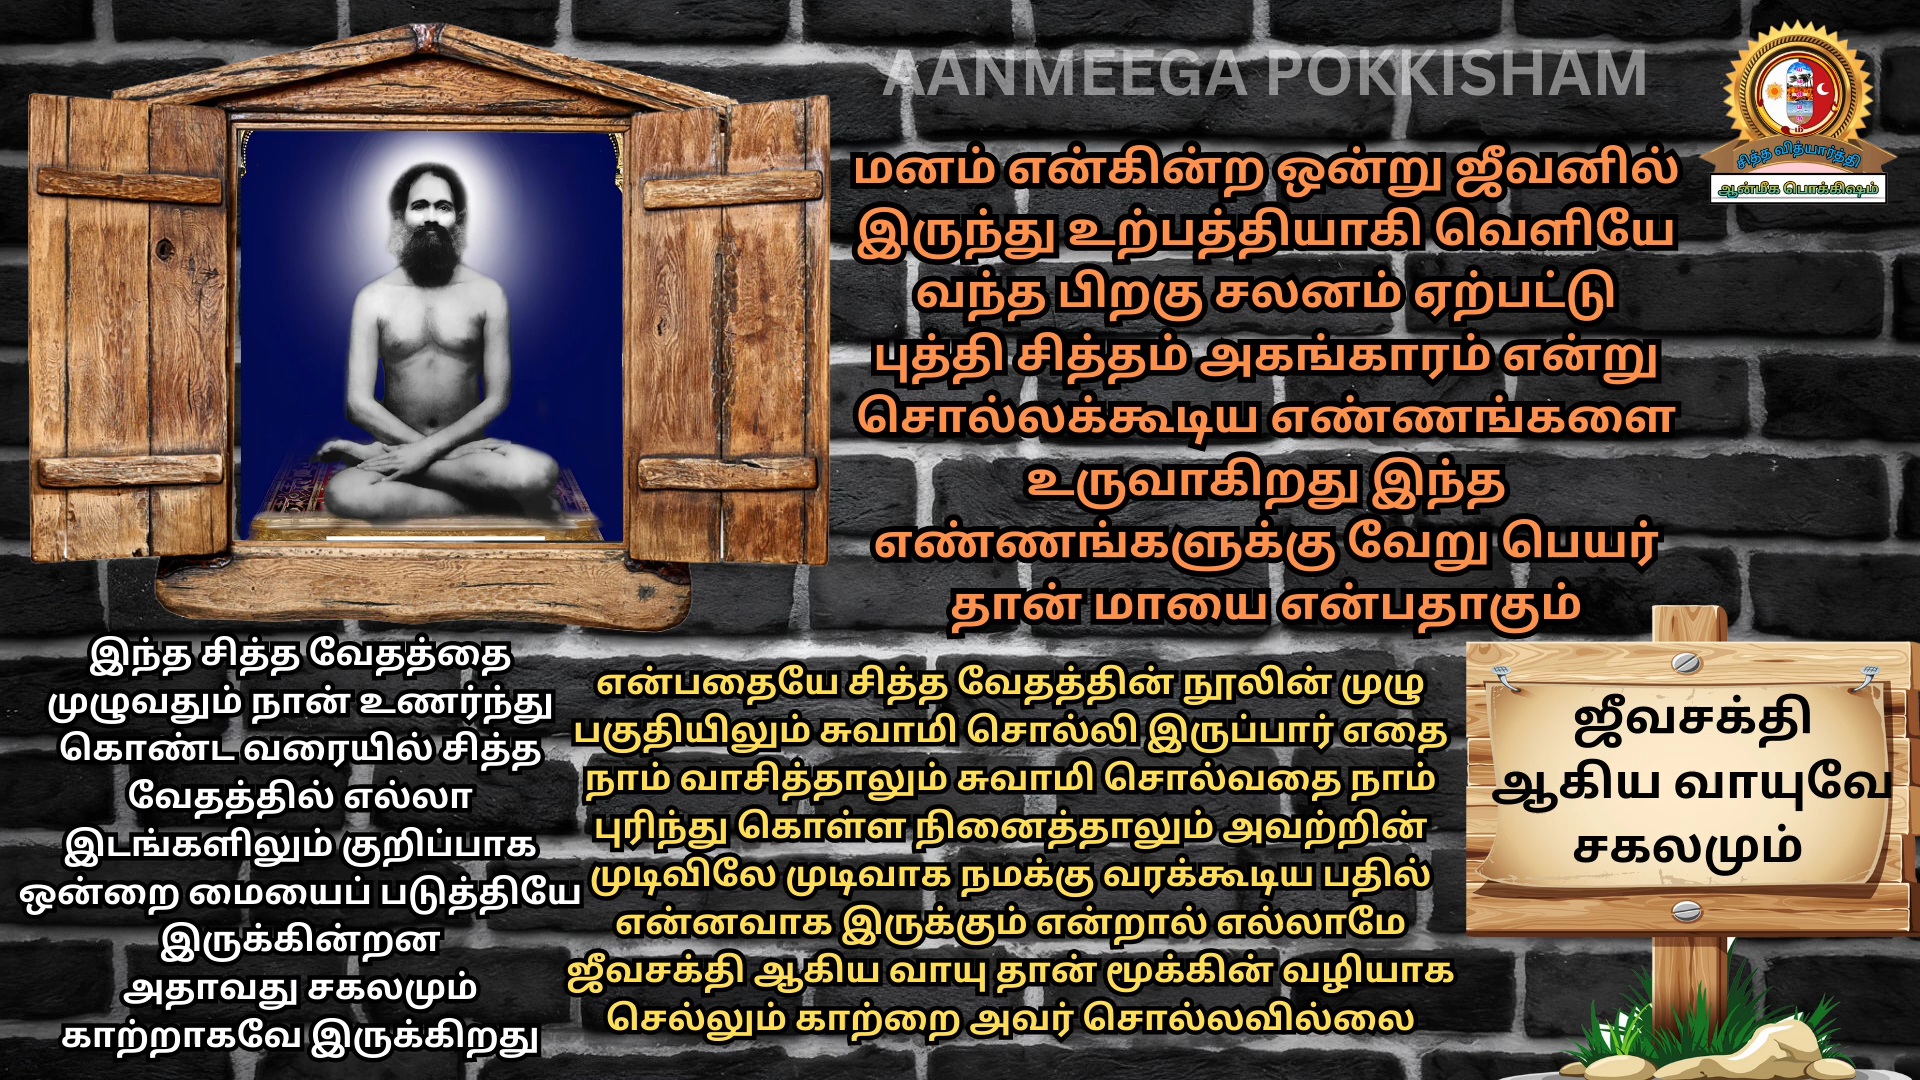 AANMEEGA POKKISHAM
சித்த வித்யார்த்தி
ஆன்மீக பொக்கிஷம்
மனம் என்கின்ற ஒன்று ஜீவனில்
இருந்து உற்பத்தியாகி வெளியே
வந்த பிறகு சலனம் ஏற்பட்டு
புத்தி சித்தம் அகங்காரம் என்று
சொல்லக்கூடிய எண்ணங்களை
உருவாகிறது இந்த
எண்ணங்களுக்கு வேறு பெயர்
தான் மாயை என்பதாகும்
இந்த சித்த வேதத்தை
முழுவதும் நான் உணர்ந்து
கொண்ட வரையில் சித்த
வேதத்தில் எல்லா
இடங்களிலும் குறிப்பாக
ஒன்றை மையைப் படுத்தியே
இருக்கின்றன
அதாவது சகலமும்
காற்றாகவே இருக்கிறது
என்பதையே சித்த வேதத்தின் நூலின் முழு
பகுதியிலும் சுவாமி சொல்லி இருப்பார் எதை
நாம் வாசித்தாலும் சுவாமி சொல்வதை நாம்
புரிந்து கொள்ள நினைத்தாலும் அவற்றின்
முடிவிலே முடிவாக நமக்கு வரக்கூடிய பதில்
என்னவாக இருக்கும் என்றால் எல்லாமே
ஜீவசக்தி ஆகிய வாயு தான் மூக்கின் வழியாக
செல்லும் காற்றை அவர் சொல்லவில்லை
ஜீவசக்தி
ஆகிய வாயுவே
சகலமும்